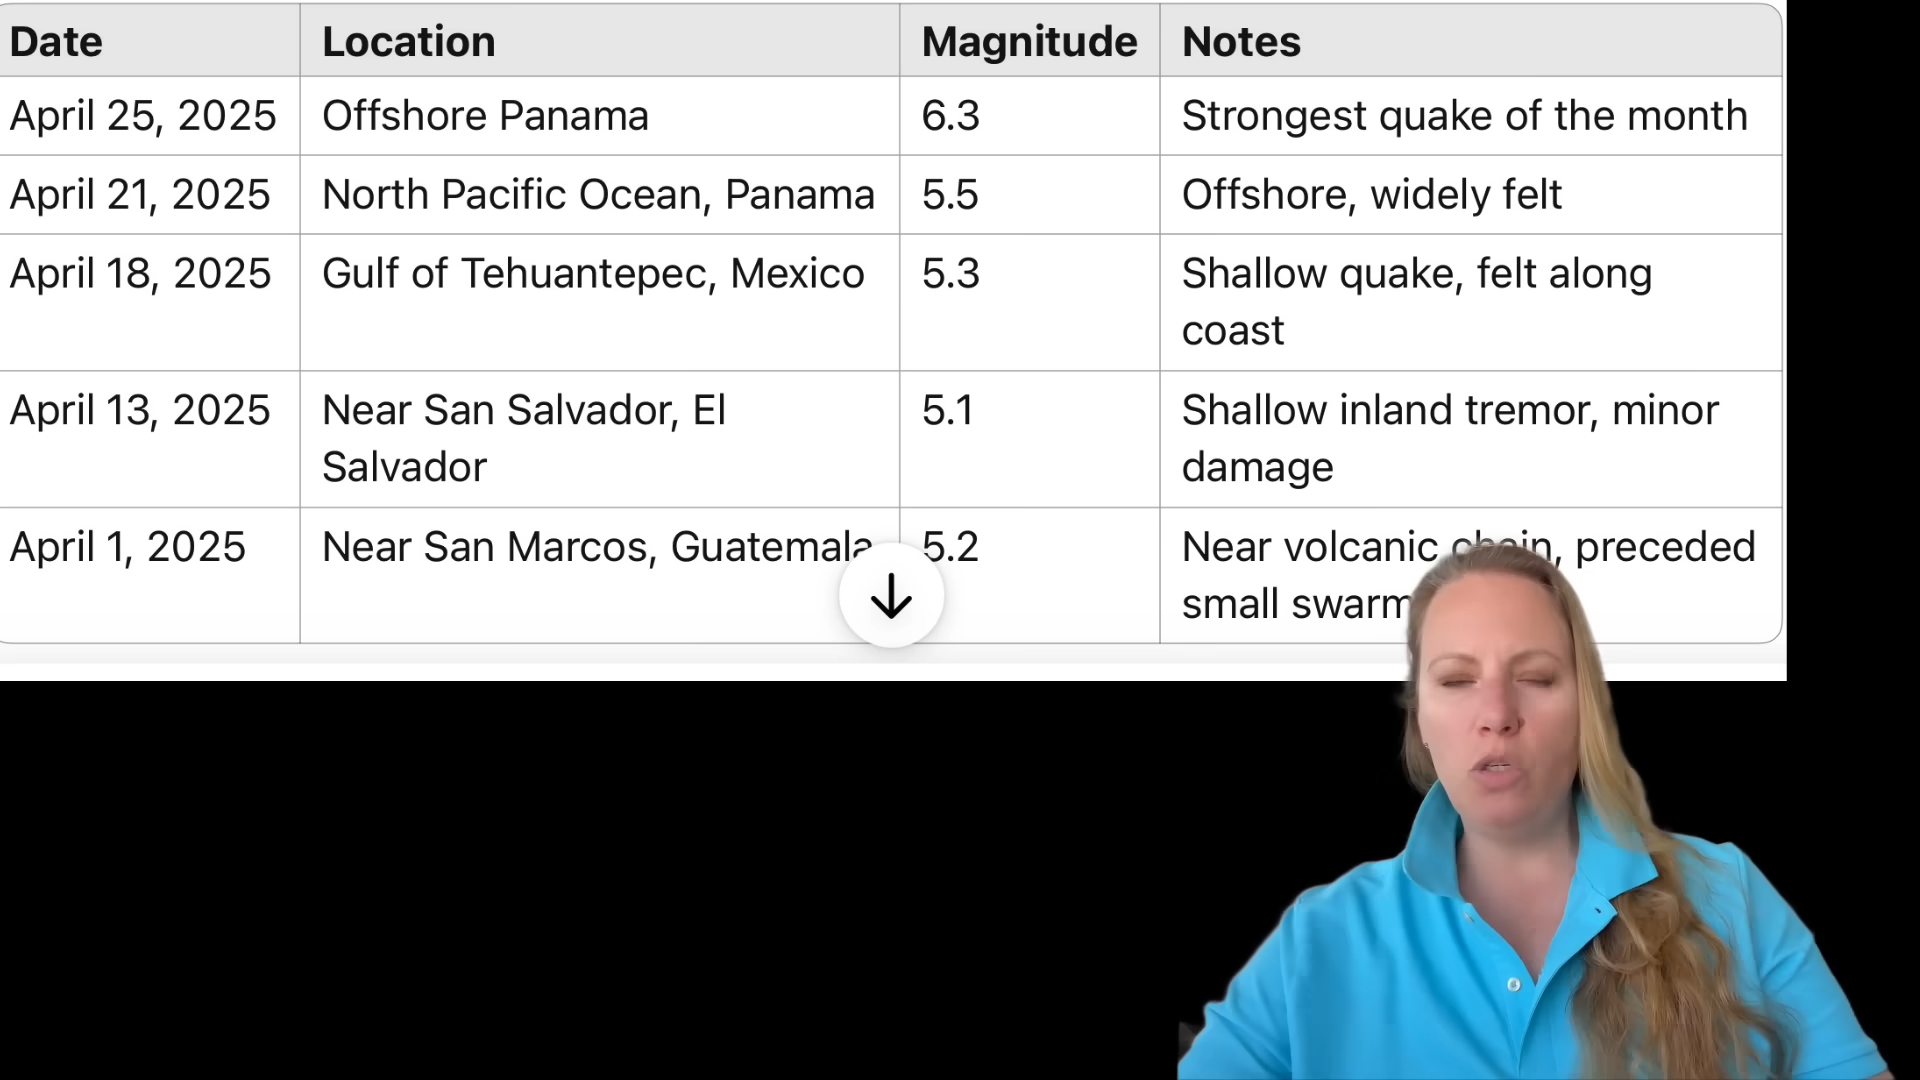 Date Location Magnitude Notes
April 25, 2025 Offshore Panama 6.3 Strongest quake of the month
April 21, 2025 North Pacific Ocean, Panama 5.5 Offshore, widely felt
April 18, 2025 Gulf of Tehuantepec, Mexico 5.3 Shallow quake, felt along
coast
April 13, 2025 Near San Salvador, El 5.1 Shallow inland tremor, minor
Salvador damage
April 1, 2025 Near San Marcos, Guatemala 5.2 Near volcanic chain, preceded
small swarm